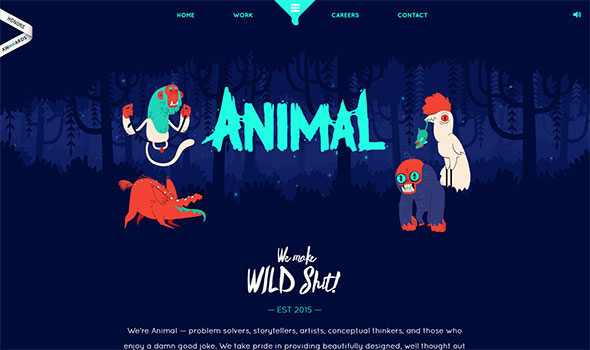 HONORS
AWWWARDS
HOME
WORK
CAREERS
CONTACT
ANIMAL
We make
WILD Shit!
— EST 2015 —
We're Animal — problem solvers, storytellers, artists, conceptual thinkers, and those who
enjoy a damn good joke. We take pride in providing beautifully designed, well thought out